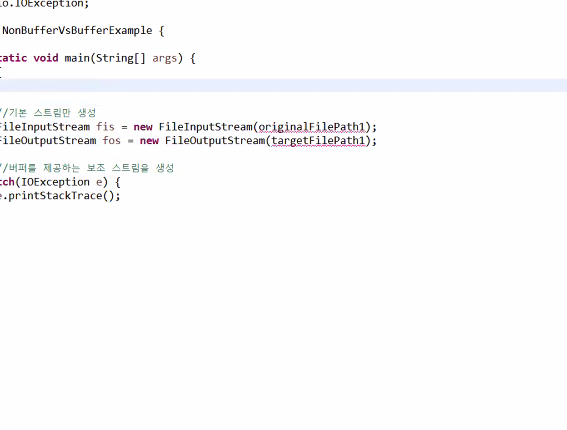 io.IOException;
NonBufferVsBufferExample {
tatic void main(String[] args) {
{
//기본 스트림만 생성
FileInputStream fis = new FileInputStream(originalFilePath1);
FileOutputStream fos = new FileOutputStream(targetFilePath1);
//버퍼를 제공하는 보조 스트림을 생성
tch(IOException e) {
e.printStackTrace();